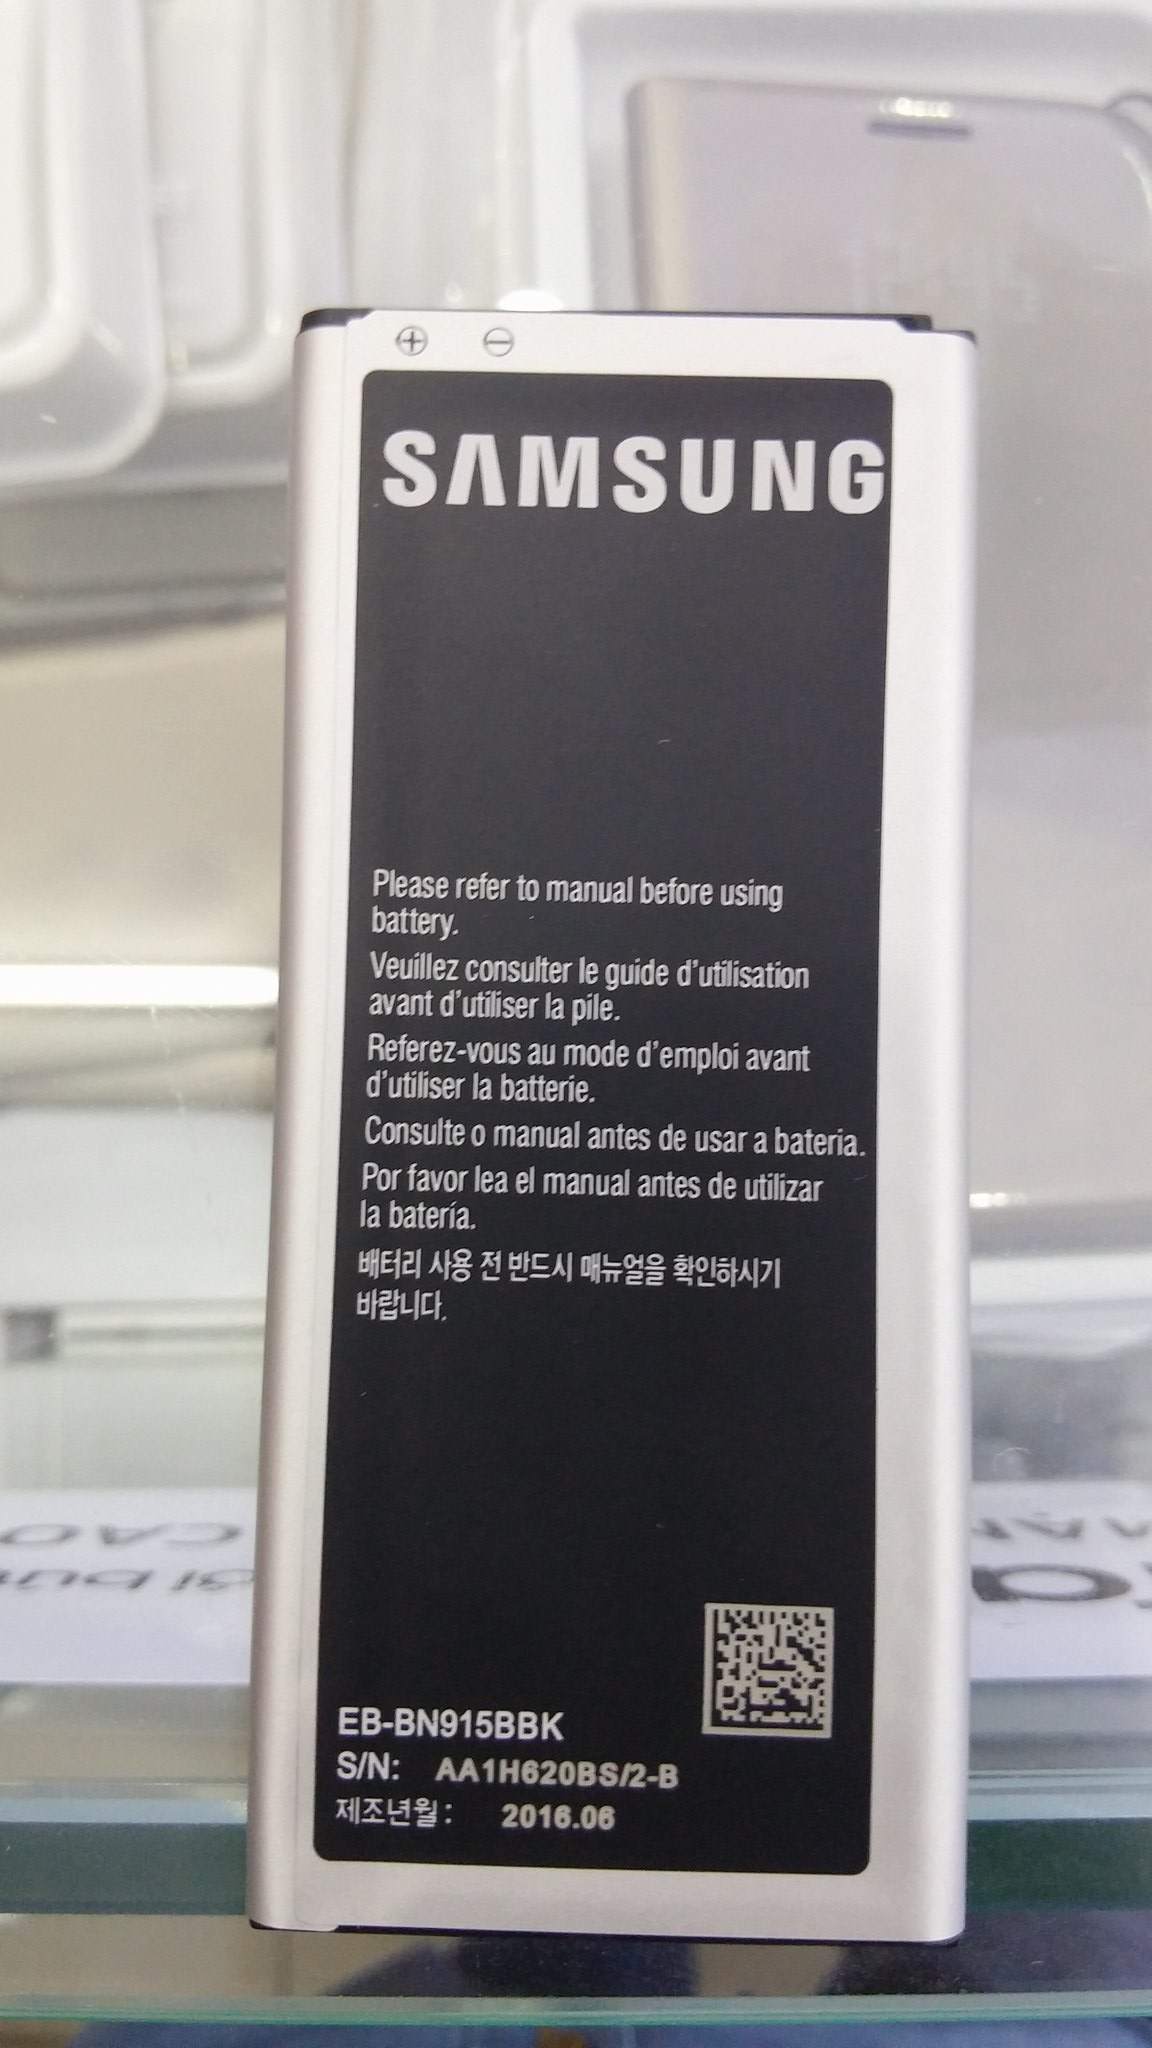 SAMSUNG
Please refer to manual before using
battery.
Veuillez consulter le guide d'utilisation
avant d'utiliser la pile.
Referez-vous au mode d'emploi avant
d'utiliser la batterie.
Consulte o manual antes de usar a bateria.
Por favor lea el manual antes de utilizar
la batería.
배터리 사용 전 반드시 매뉴얼을 확인하시기
바랍니다.
EB-BN915BBK
S/N: AA1H620BS/2-B
제조년월: 2016.06
CAO